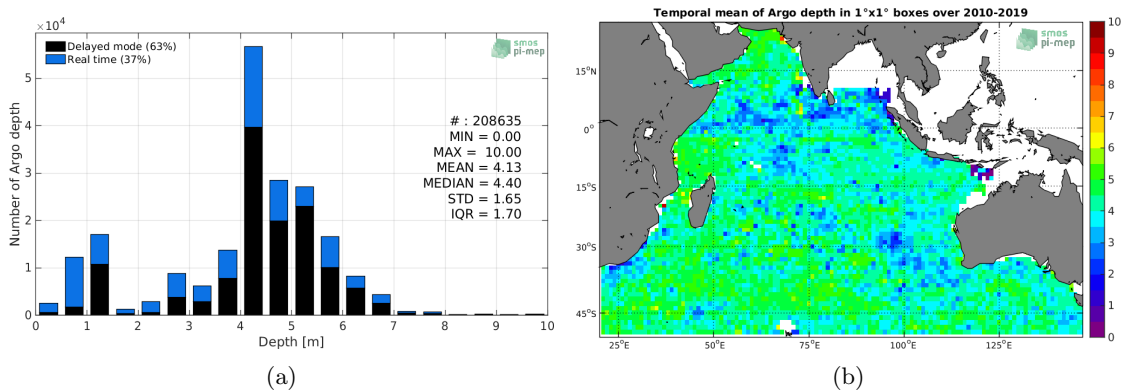 ×10⁴
Delayed mode (63%)
Real time (37%)
smos
pi-mep
# : 208635
MIN = 0.00
MAX = 10.00
MEAN = 4.13
MEDIAN = 4.40
STD = 1.65
IQR = 1.70
Number of Argo depth
5
4
3
2
1
0
0 1 2 3 4 5 6 7 8 9 10
Depth [m]
(a)
Temporal mean of Argo depth in 1°x1° boxes over 2010-2019
smos
pi-mep
15°N
0°
15°S
30°S
45°S
25°E 50°E 75°E 100°E 125°E
10
9
8
7
6
5
4
3
2
1
0
(b)